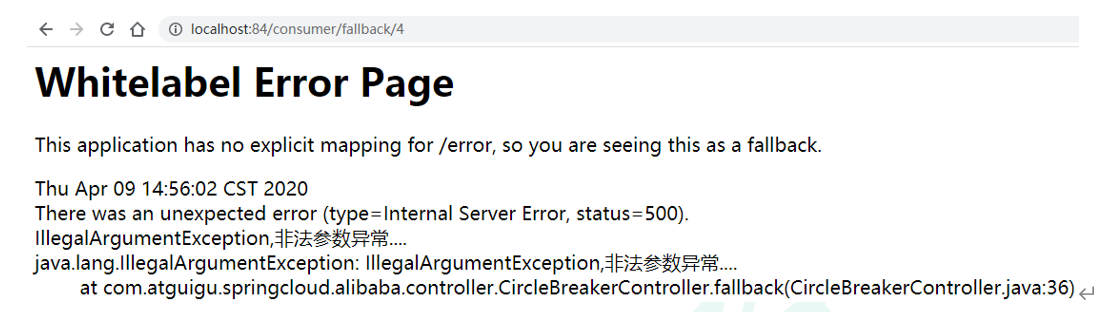 localhost:84/consumer/fallback/4
Whitelabel Error Page
This application has no explicit mapping for /error, so you are seeing this as a fallback.
Thu Apr 09 14:56:02 CST 2020
There was an unexpected error (type=Internal Server Error, status=500).
IllegalArgumentException,非法参数异常....
java.lang.IllegalArgumentException: IllegalArgumentException,非法参数异常....
at com.atguigu.springcloud.alibaba.controller.CircleBreakerController.fallback(CircleBreakerController.java:36)